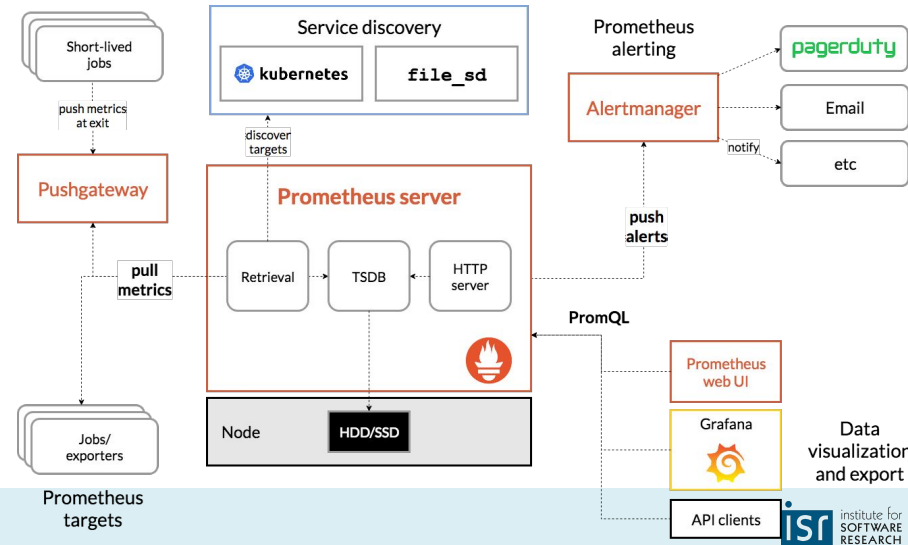 Short-lived
jobs
push metrics
at exit
Pushgateway
pull
metrics
Jobs/
exporters
Prometheus
targets
Service discovery
kubernetes
file_sd
discover
targets
Prometheus server
Retrieval
TSDB
HTTP
server
Node
HDD/SSD
Prometheus
alerting
Alertmanager
pagerduty
Email
etc
notify
push
alerts
PromQL
Prometheus
web UI
Grafana
API clients
Data
visualization
and export
isr
institute for
SOFTWARE
RESEARCH